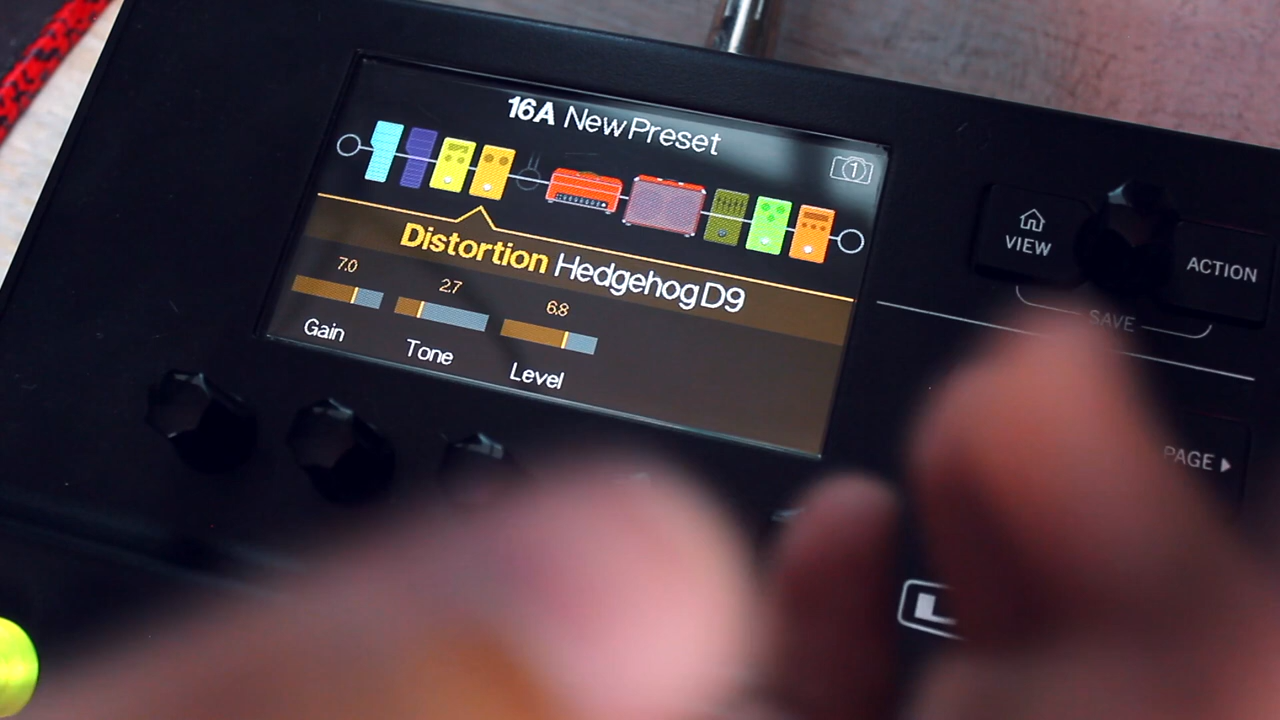 16A New Preset
1
Distortion Hedgehog D9
7.0
2.7
6.8
Gain
Tone
Level
VIEW
ACTION
SAVE
PAGE
L